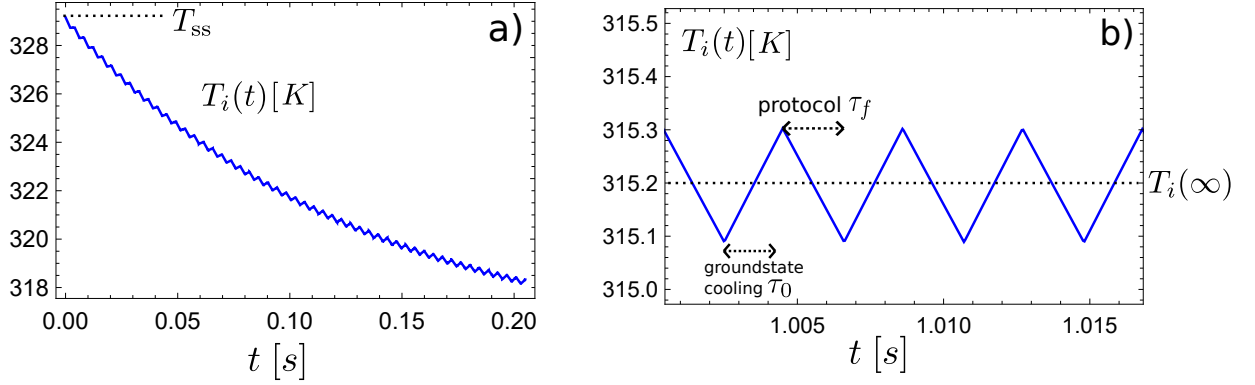 a)
T_ss
T_i(t)[K]
328
326
324
322
320
318
0.00 0.05 0.10 0.15 0.20
t [s]
b)
T_i(t)[K]
315.5
315.4
315.3
315.2
315.1
315.0
protocol τ_f
T_i(∞)
groundstate
cooling τ_0
1.005 1.010 1.015
t [s]